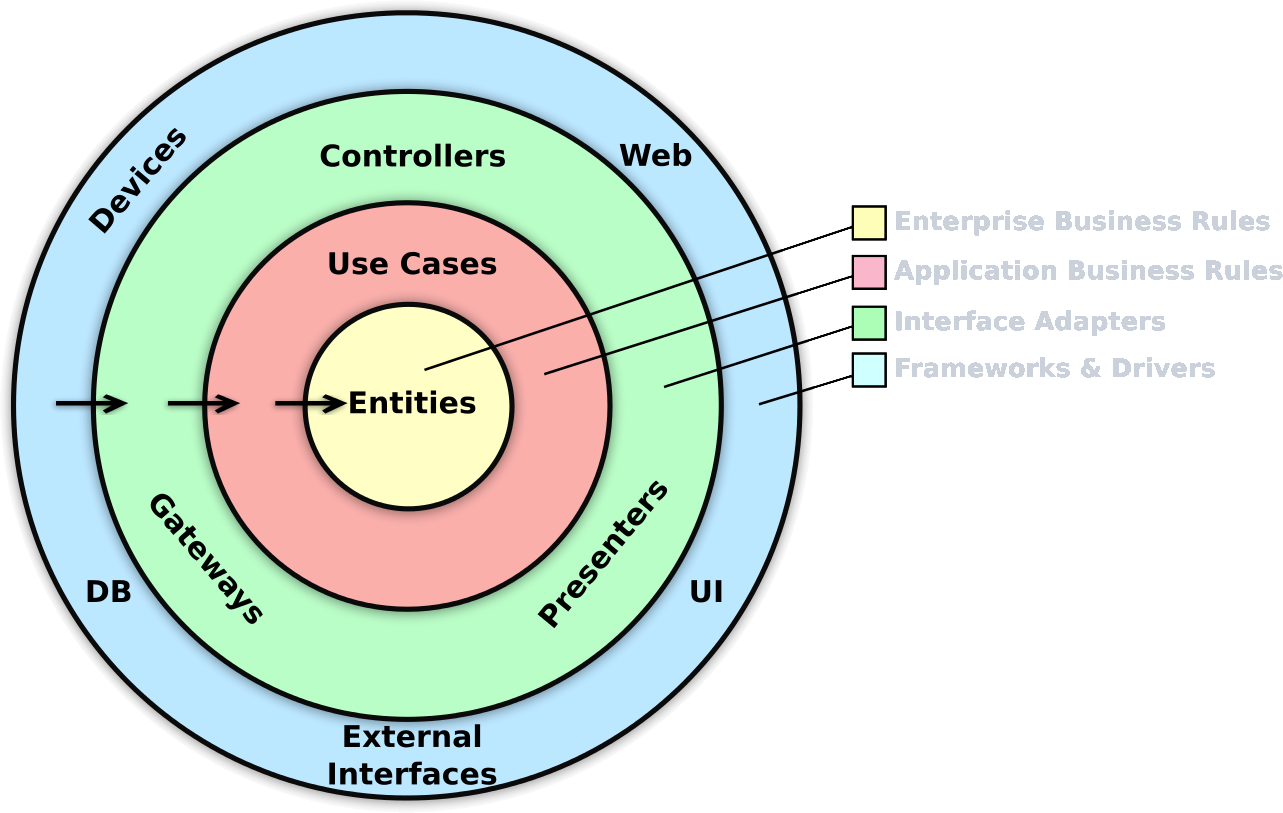 Devices
Controllers
Web
Use Cases
Entities
Gateways
Presenters
DB
UI
External
Interfaces
Enterprise Business Rules
Application Business Rules
Interface Adapters
Frameworks & Drivers